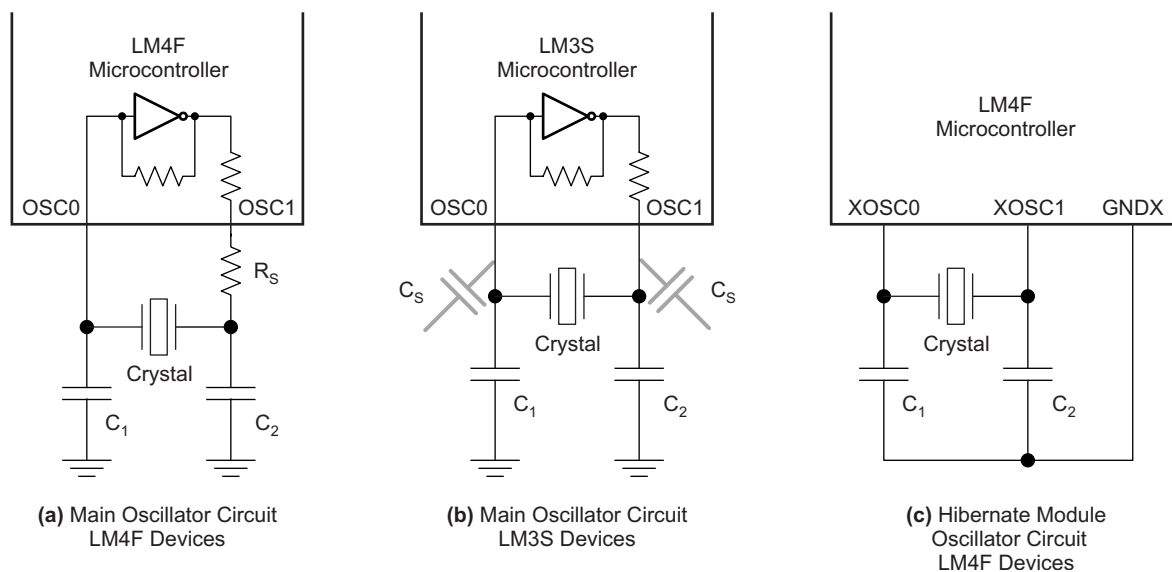 LM4F
Microcontroller
OSC0
OSC1
R_S
Crystal
C_1
C_2
(a) Main Oscillator Circuit
LM4F Devices
LM3S
Microcontroller
OSC0
OSC1
C_S
C_S
Crystal
C_1
C_2
(b) Main Oscillator Circuit
LM3S Devices
LM4F
Microcontroller
XOSC0
XOSC1
GNDX
Crystal
C_1
C_2
(c) Hibernate Module
Oscillator Circuit
LM4F Devices